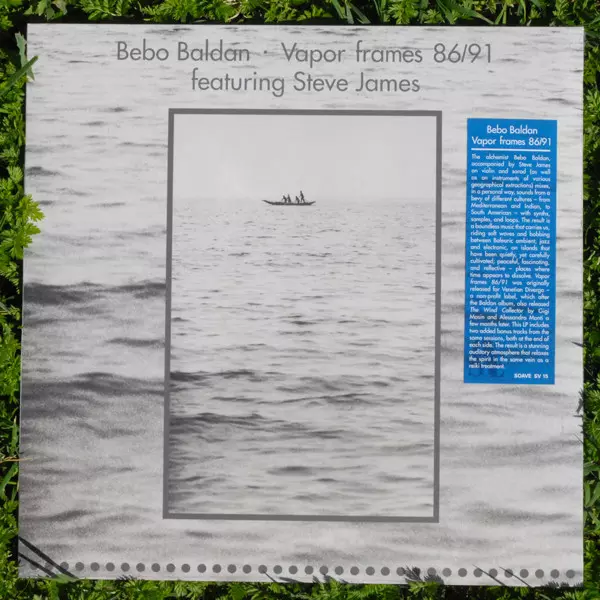 Bebo Baldan · Vapor frames 86/91
featuring Steve James
Bebo Baldan
Vapor frames 86/91
The alchemist Bebo Baldan,
accompanied by Steve James
on violin and sarod (as well
as on instruments of various
geographical extractions) mixes,
in a personal way, sounds from a
bevy of different cultures – from
Mediterranean and Indian, to
South American – with synths,
samples, and loops. The result is
a boundless music that carries us,
riding soft waves and bobbing
between Balearic ambient, jazz
and electronic, on islands that
have been quietly, yet carefully
cultivated, peaceful, fascinating,
and reflective – places where
time appears to dissolve. Vapor
frames 86/91 was originally
released for Venetian Divergo –
a non-profit label, which after
the Baldan album, also released
The Wind Collector by Gigi
Masin and Alessandro Monti a
few months later. This LP includes
two added bonus tracks from the
same sessions, both at the end of
each side. The result is a stunning
auditory atmosphere that relaxes
the spirit in the same vein as a
reiki treatment.
SOAVE SV 15